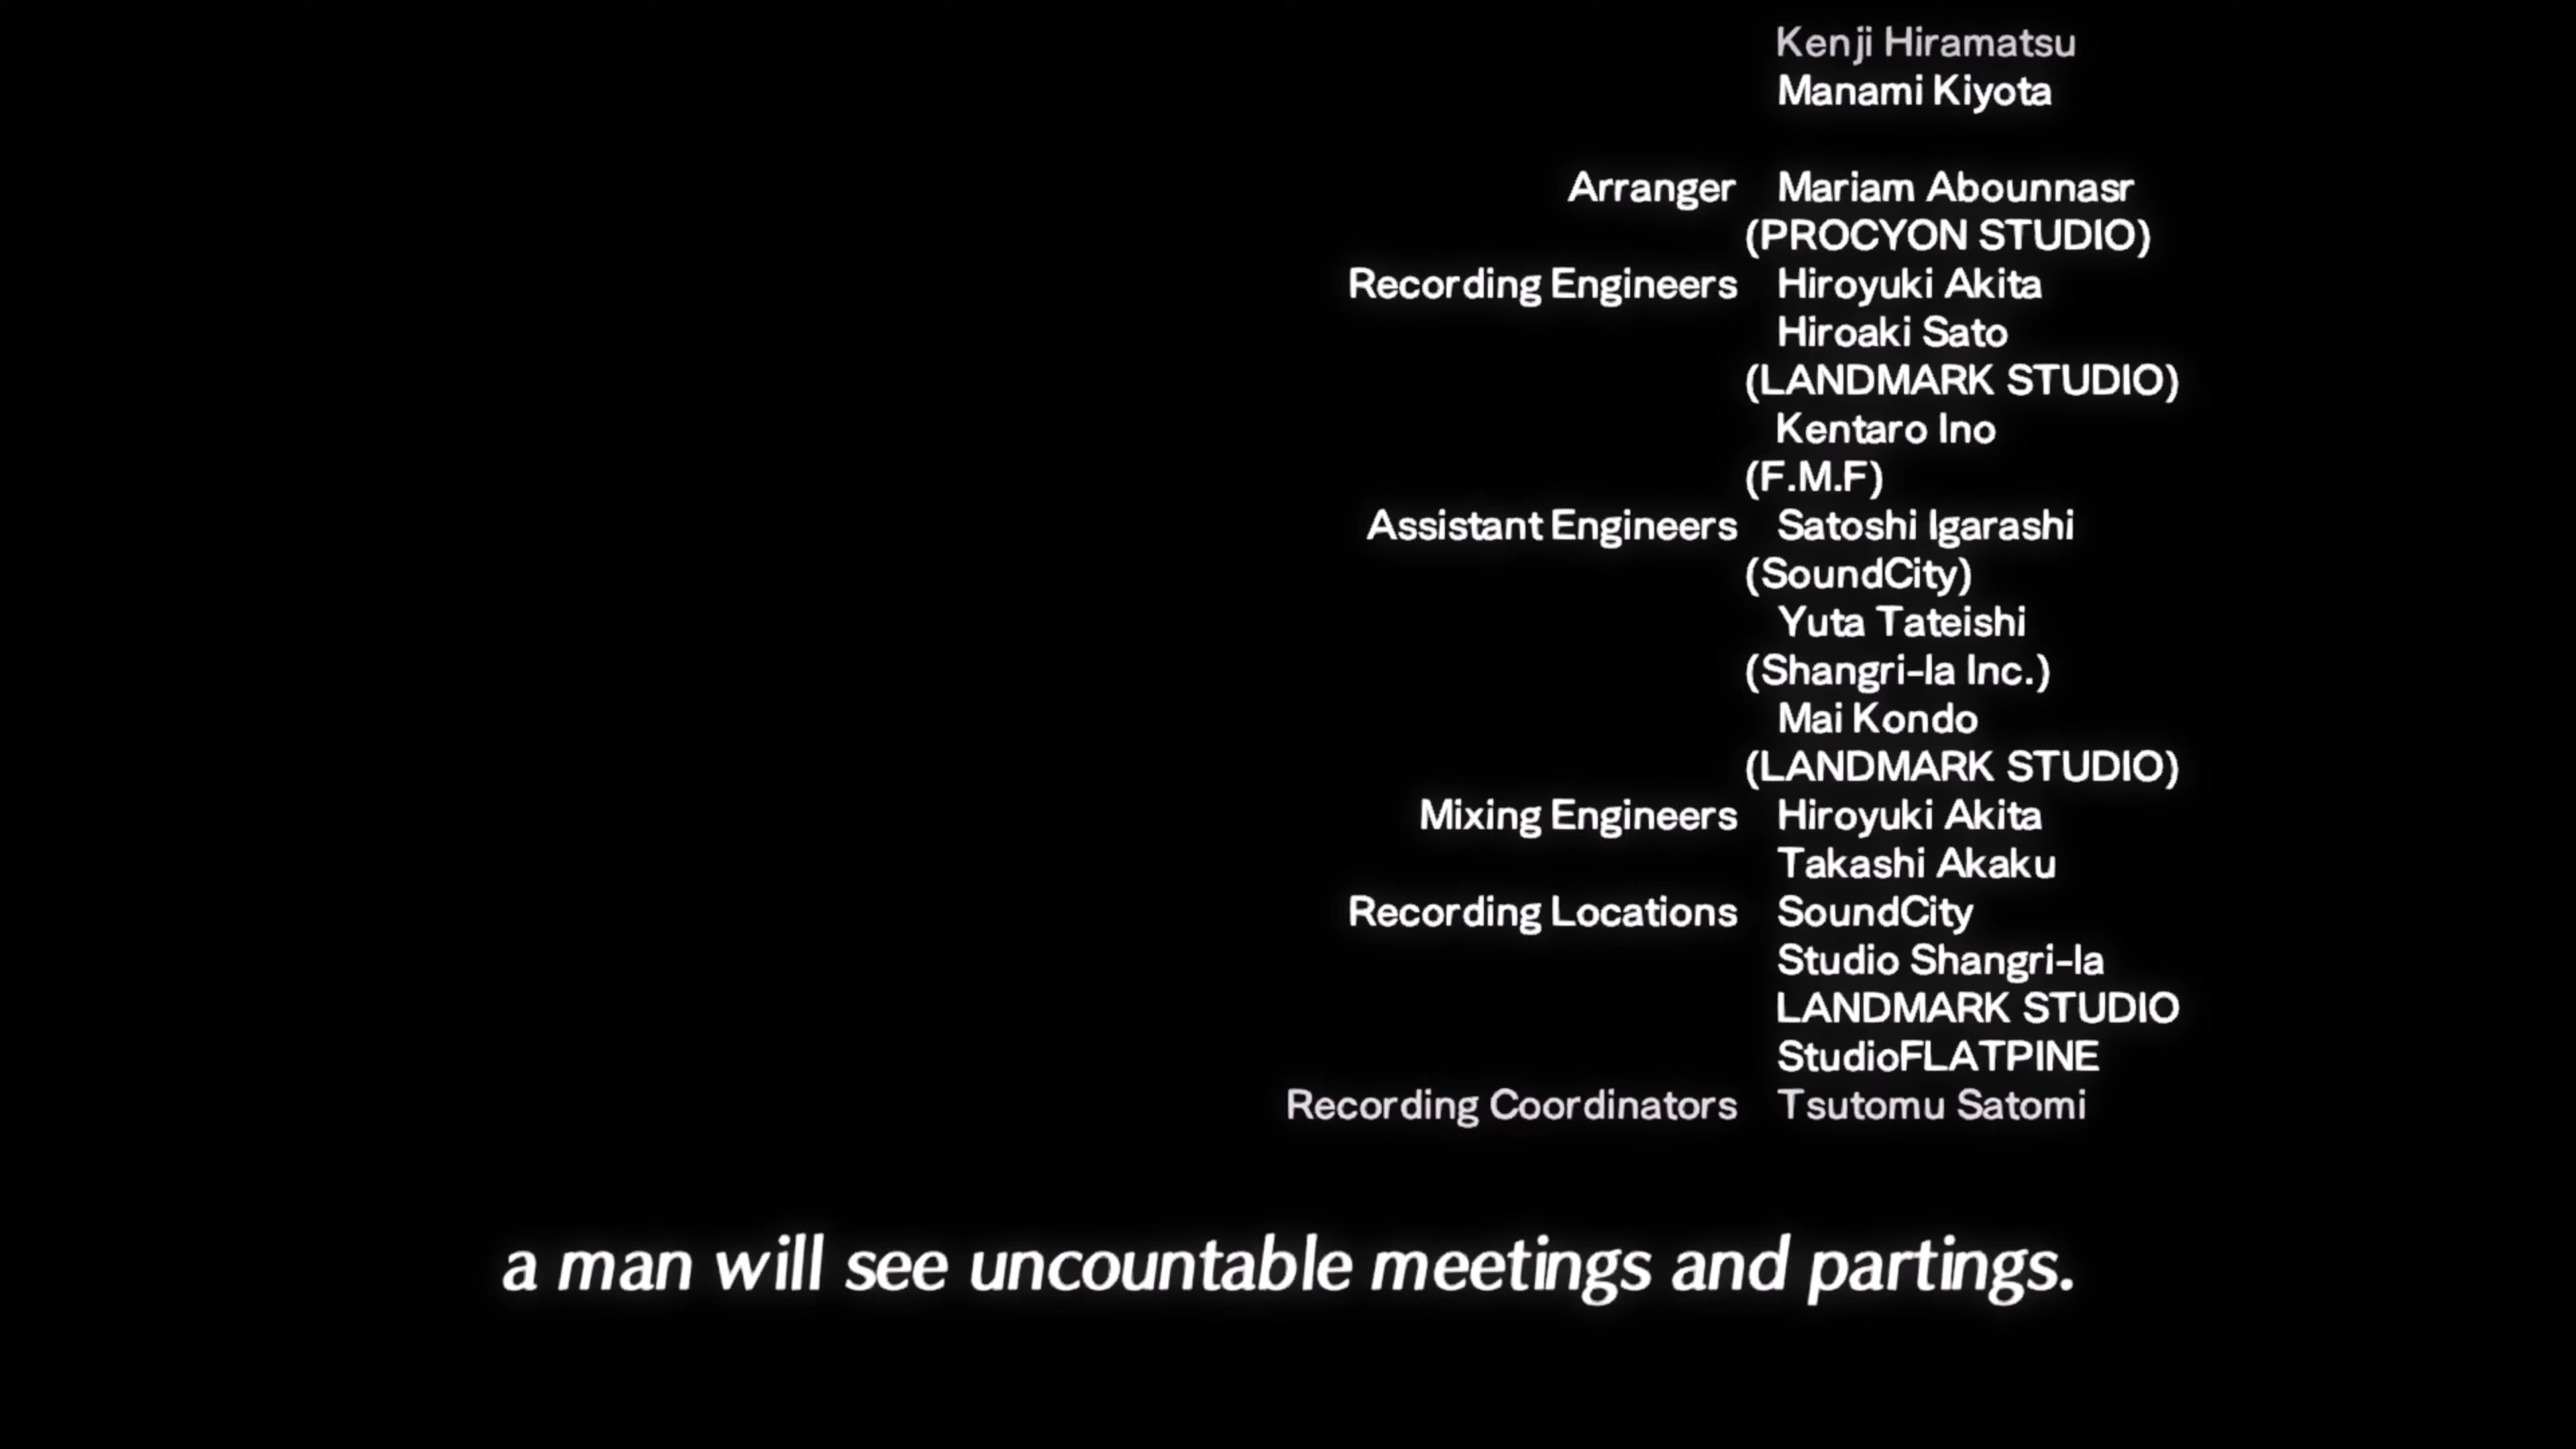 Kenji Hiramatsu
Manami Kiyota
Arranger Mariam Abounnasr
(PROCYON STUDIO)
Recording Engineers Hiroyuki Akita
Hiroaki Sato
(LANDMARK STUDIO)
Kentaro Ino
(F.M.F)
Assistant Engineers Satoshi Igarashi
(SoundCity)
Yuta Tateishi
(Shangri-la Inc.)
Mai Kondo
(LANDMARK STUDIO)
Mixing Engineers Hiroyuki Akita
Takashi Akaku
Recording Locations SoundCity
Studio Shangri-la
LANDMARK STUDIO
StudioFLATPINE
Recording Coordinators Tsutomu Satomi
a man will see uncountable meetings and partings.